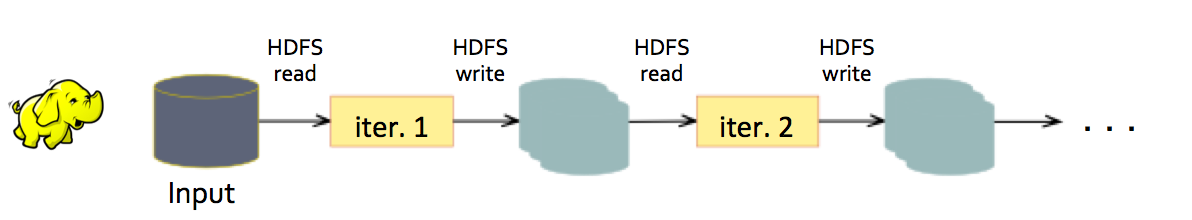 HDFS
read
HDFS
write
HDFS
read
HDFS
write
iter. 1
iter. 2
. . .
Input